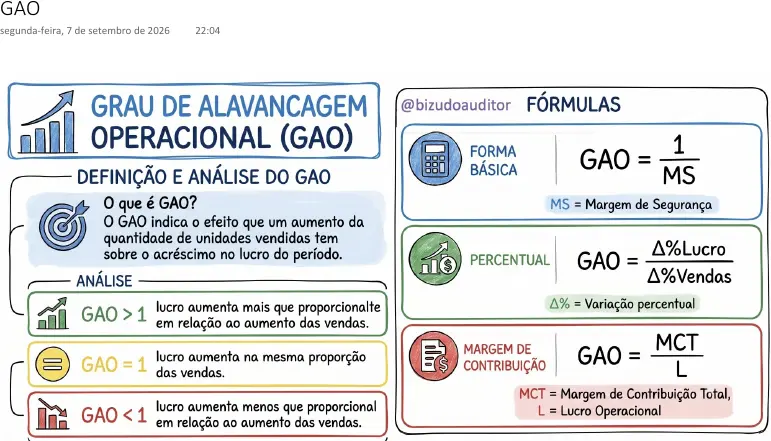 GAO
segunda-feira, 7 de setembro de 2026 22:04
GRAU DE ALAVANCAGEM
OPERACIONAL (GAO)
DEFINIÇÃO E ANÁLISE DO GAO
O que é GAO?
O GAO indica o efeito que um aumento da
quantidade de unidades vendidas tem
sobre o acréscimo no lucro do período.
ANÁLISE
GAO > 1
lucro aumenta mais que proporcionalte
em relação ao aumento das vendas.
GAO = 1
lucro aumenta na mesma proporção
das vendas.
GAO < 1
lucro aumenta menos que proporcional
em relação ao aumento das vendas.
@bizudoauditor FÓRMULAS
FORMA
BÁSICA
GAO = 1
MS
MS = Margem de Segurança
PERCENTUAL
GAO = Δ%Lucro
Δ%Vendas
Δ% = Variação percentual
MARGEM DE
CONTRIBUIÇÃO
GAO = MCT
L
MCT = Margem de Contribuição Total,
L = Lucro Operacional